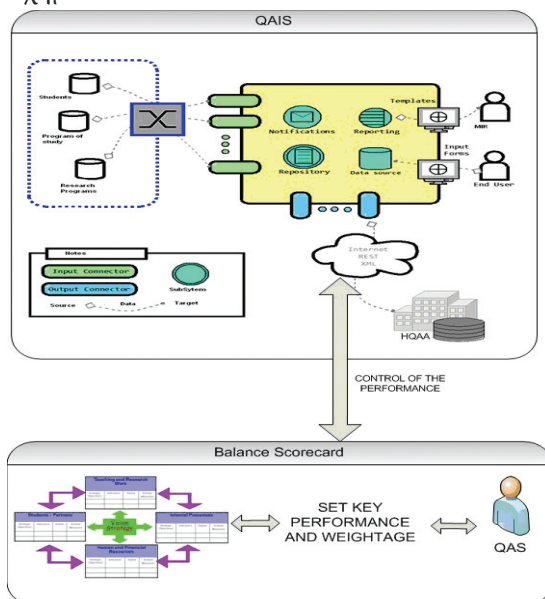 QAIS
Students
Program of
study
Research
Programs
Notifications
Reporting
Repository
Data source
Templates
Input
Forms
End User
Notes
Input Connector
Output Connector
SubSytem
Source
Data
Target
Internet
REST
XML
HQAA
CONTROL OF THE
PERFORMANCE
Balance Scorecard
Teaching and Research
Work
Students - Partners
Internal Processes
Human and Financial
Resources
SET KEY
PERFORMANCE
AND WEIGHTAGE
QAS